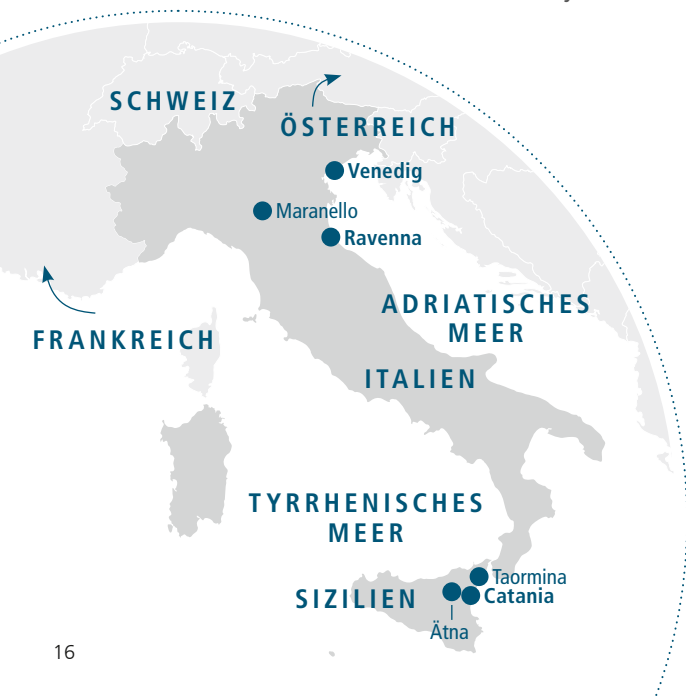 SCHWEIZ
ÖSTERREICH
Venedig
Maranello
Ravenna
ADRIATISCHES
MEER
FRANKREICH
ITALIEN
TYRRHENISCHES
MEER
Taormina
SIZILIEN
Catania
Ätna
16